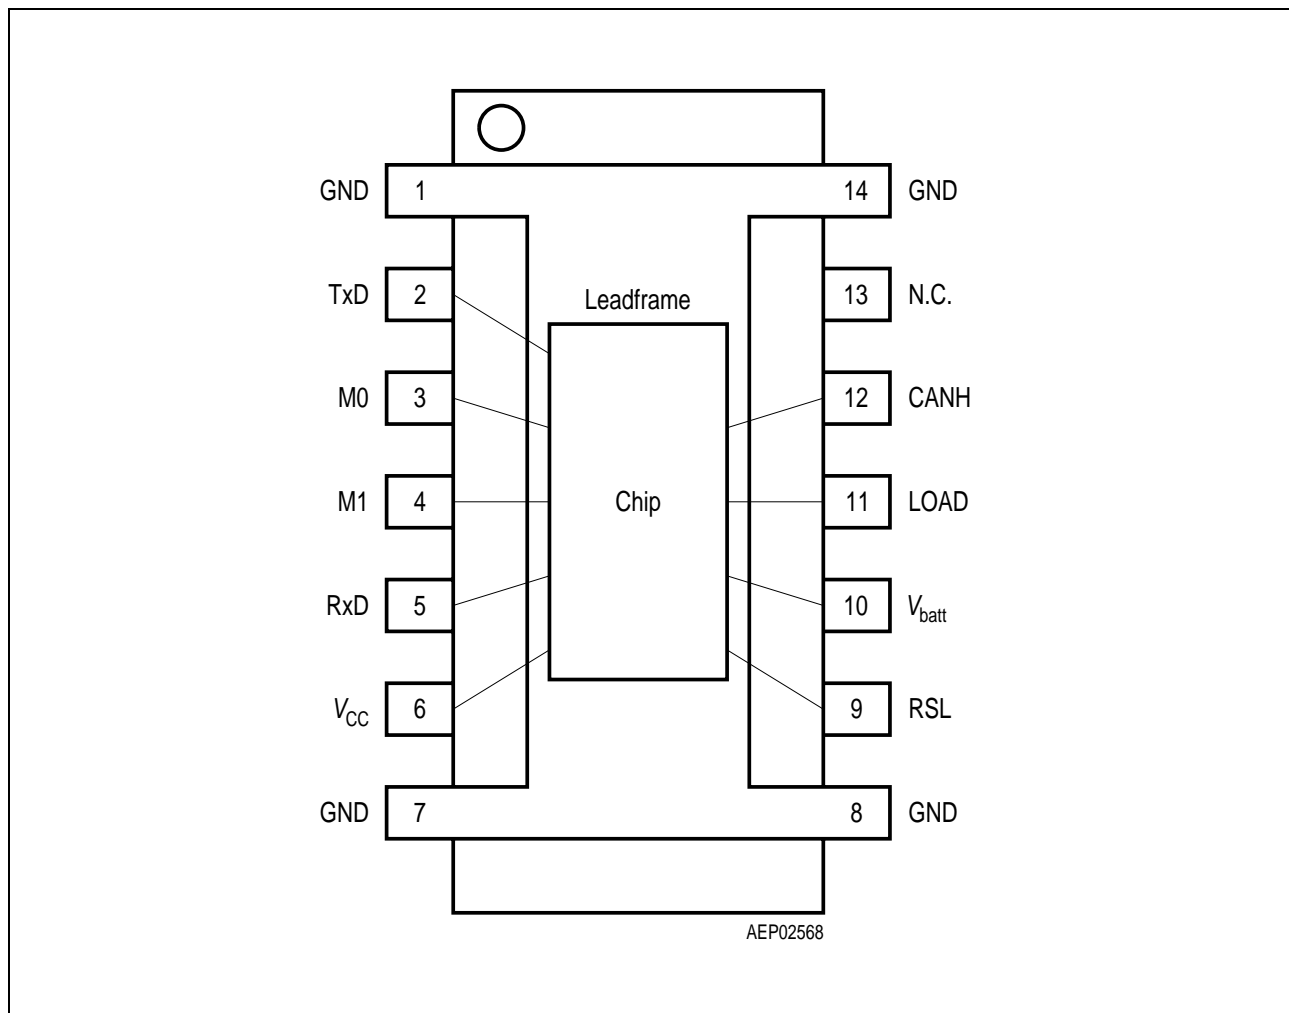 GND 1 14 GND
TxD 2 13 N.C.
Leadframe
M0 3 12 CANH
M1 4 Chip 11 LOAD
RxD 5 10 Vbatt
VCC 6 9 RSL
GND 7 8 GND
AEP02568